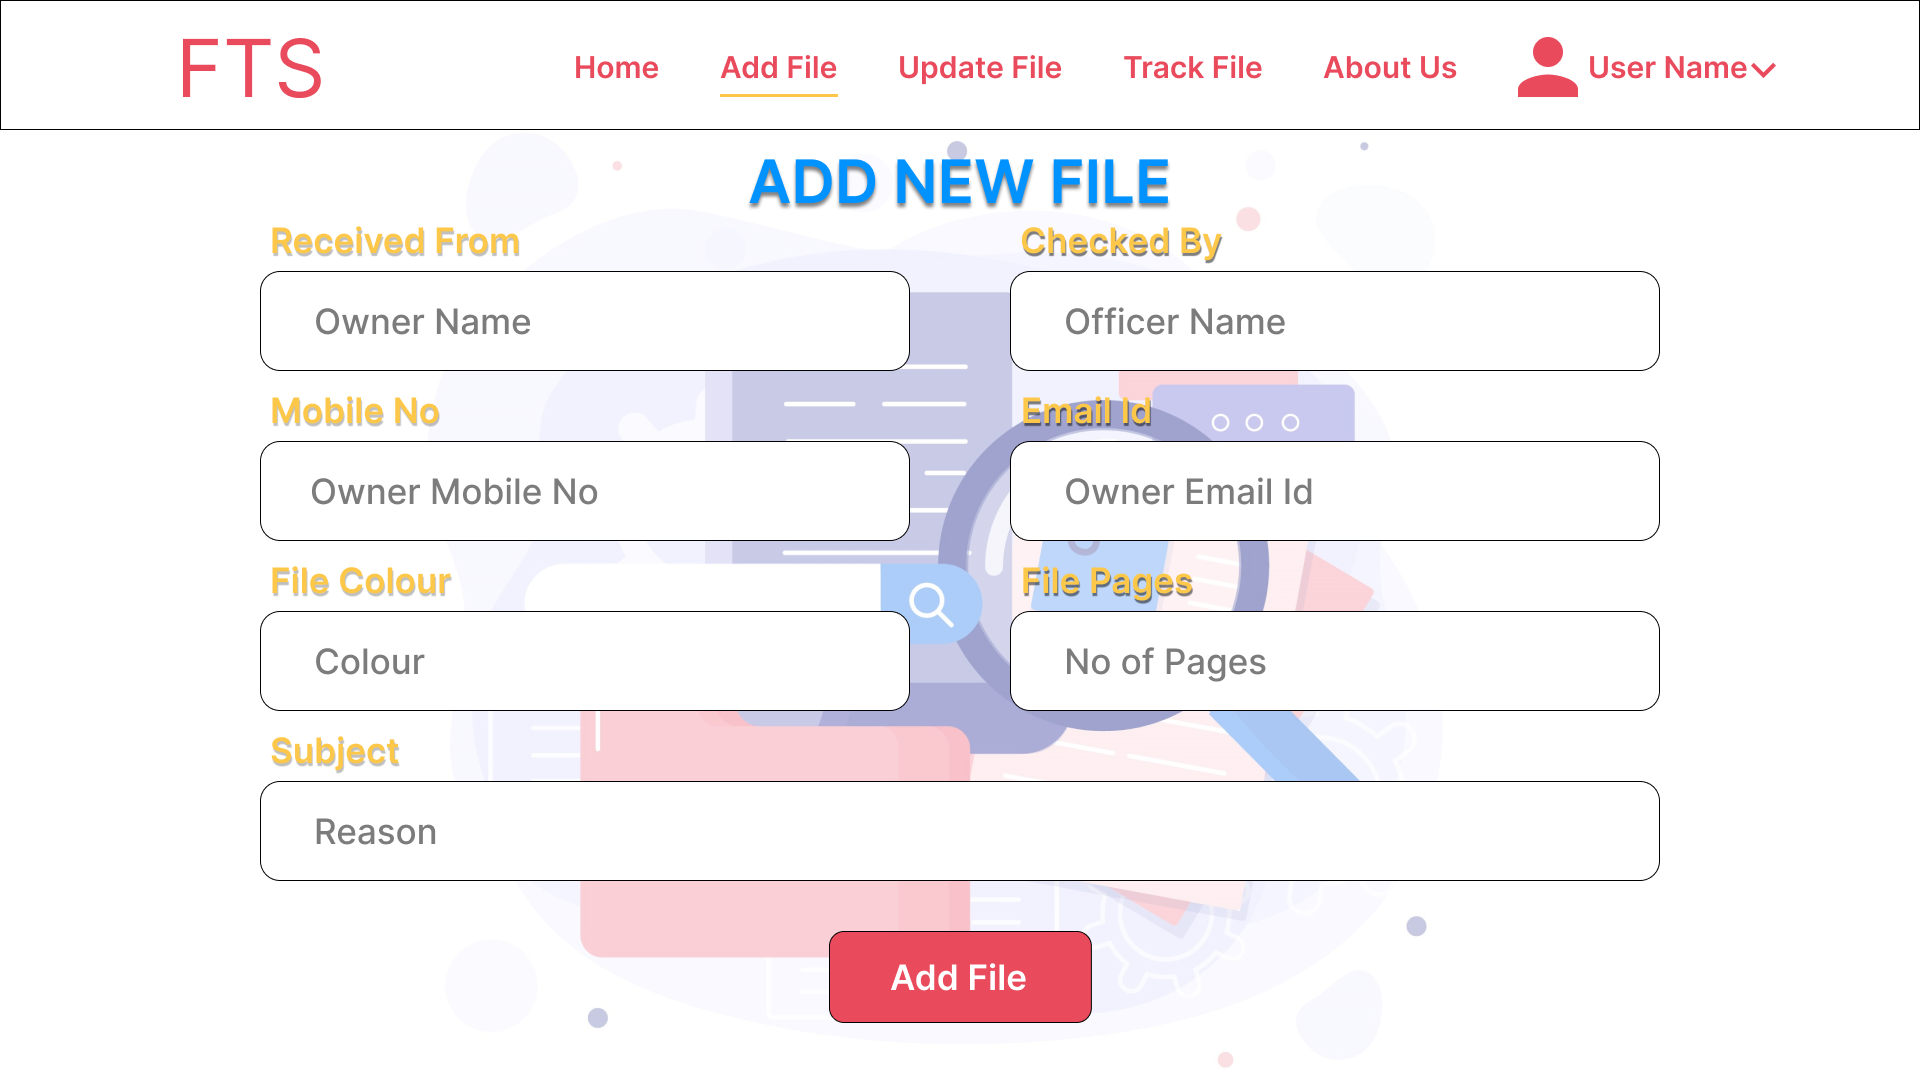 FTS
Home Add File Update File Track File About Us User Name
ADD NEW FILE
Received From Checked By
Owner Name Officer Name
Mobile No Email Id
Owner Mobile No Owner Email Id
File Colour File Pages
Colour No of Pages
Subject
Reason
Add File